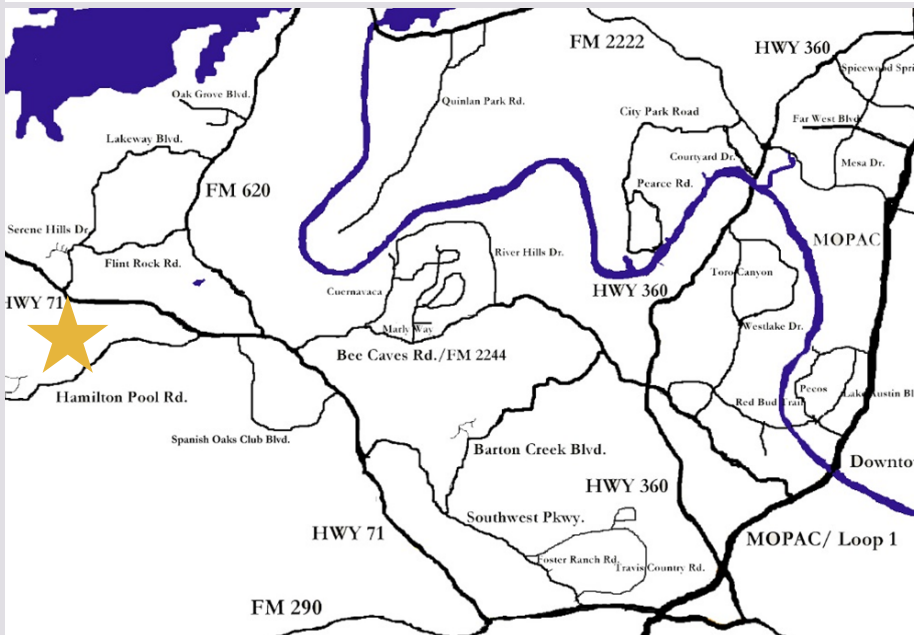 FM 2222
HWY 360
Spicewood Spri
Oak Grove Blvd.
Quinlan Park Rd.
City Park Road
Far West Blvd
Lakeway Blvd.
Courtyard Dr.
Mesa Dr.
FM 620
Pearce Rd.
Serene Hills Dr.
MOPAC
River Hills Dr.
Flint Rock Rd.
Toro Canyon
Cuernavaca
HWY 360
HWY 71
Marly Way
Westlake Dr.
Bee Caves Rd./FM 2244
Pecos
Hamilton Pool Rd.
Red Bud Trail
Lake Austin Bl
Spanish Oaks Club Blvd.
Barton Creek Blvd.
Downto
HWY 360
Southwest Pkwy.
HWY 71
MOPAC/ Loop 1
Foster Ranch Rd.
Travis Country Rd.
FM 290